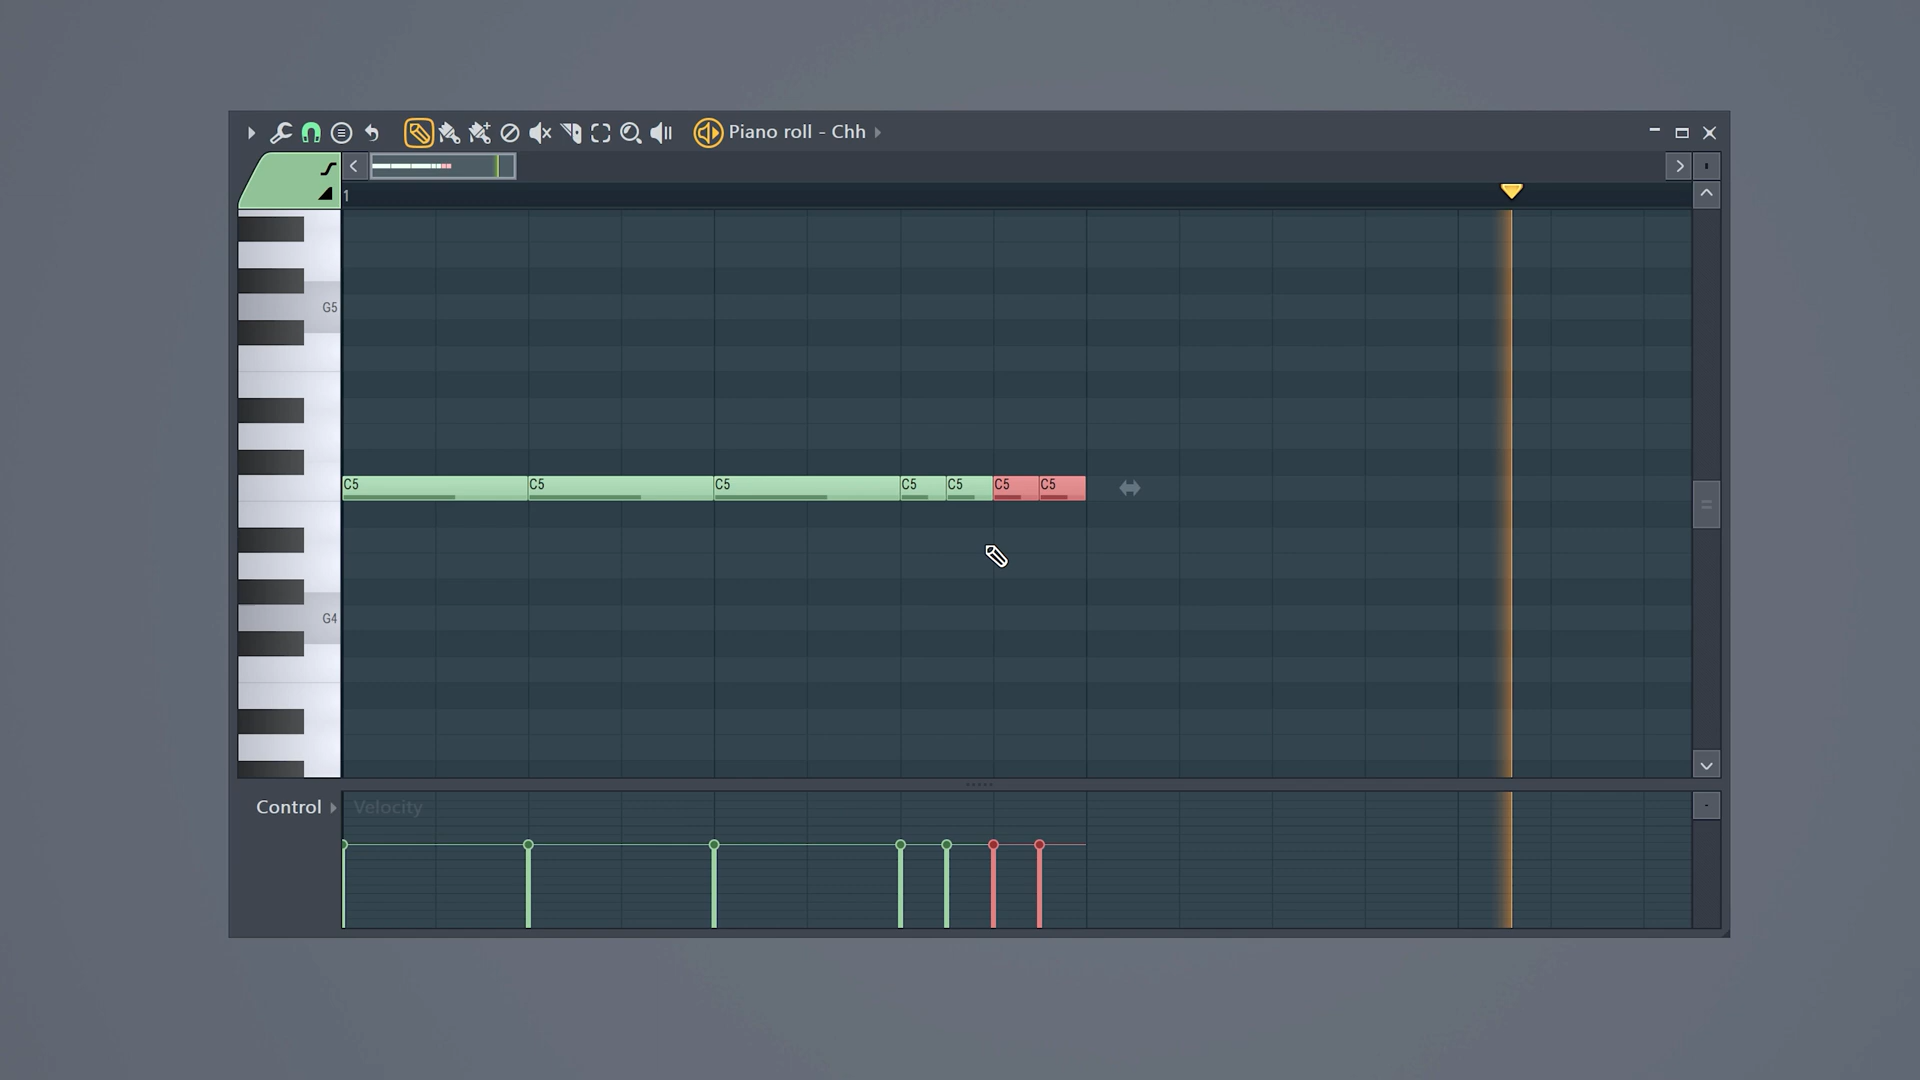 Piano roll - Chh
1
G5
C5 C5 C5 C5 C5 C5 C5
G4
Control Velocity